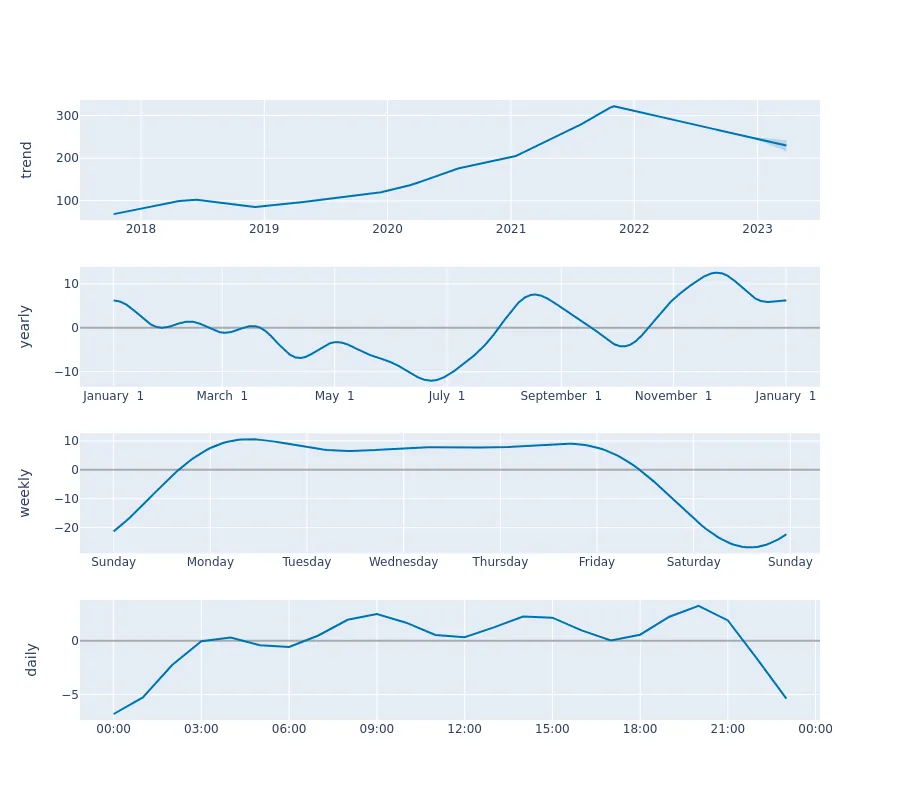 trend
300
200
100
2018 2019 2020 2021 2022 2023
yearly
10
0
−10
January 1 March 1 May 1 July 1 September 1 November 1 January 1
weekly
10
0
−10
−20
Sunday Monday Tuesday Wednesday Thursday Friday Saturday Sunday
daily
0
−5
00:00 03:00 06:00 09:00 12:00 15:00 18:00 21:00 00:00